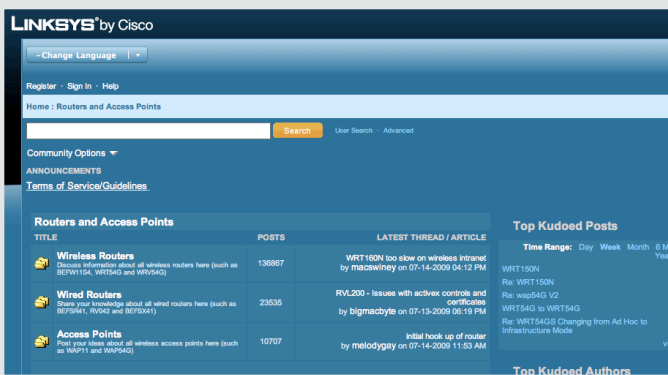 LINKSYS® by Cisco
–Change Language
Register · Sign In · Help
Home : Routers and Access Points
Search
User Search · Advanced
Community Options
ANNOUNCEMENTS
Terms of Service/Guidelines
Routers and Access Points
TITLE POSTS LATEST THREAD / ARTICLE
Wireless Routers
Discuss information about all wireless routers here (such as
BEFW11S4, WRT54G and WRV54G)
136867
WRT160N too slow on wireless intranet
by macswiney on 07-14-2009 04:12 PM
Wired Routers
Share your knowledge about all wired routers here (such as
BEFSR41, RV042 and BEFSX41)
23535
RVL200 - Issues with activex controls and
certificates
by bigmacbyte on 07-13-2009 06:19 PM
Access Points
Post your ideas about all wireless access points here (such
as WAP11 and WAP54G)
10707
initial hook up of router
by melodygay on 07-14-2009 11:53 AM
Top Kudoed Posts
Time Range: Day Week Month 6 M
Yea
WRT150N
Re: WRT150N
Re: wap54G V2
WRT54G to WRT54G
Re: WRT54GS Changing from Ad Hoc to
Infrastructure Mode
Top Kudoed Authors